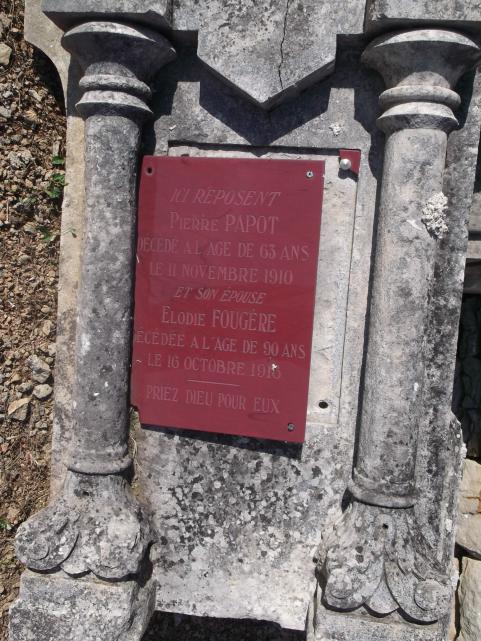 ICI REPOSENT
PIERRE PAPOT
DÉCÉDÉ A L'AGE DE 63 ANS
LE 11 NOVEMBRE 1910
ET SON ÉPOUSE
ÉLODIE FOUGÈRE
DÉCÉDÉE A L'AGE DE 90 ANS
LE 16 OCTOBRE
PRIEZ DIEU POUR EUX